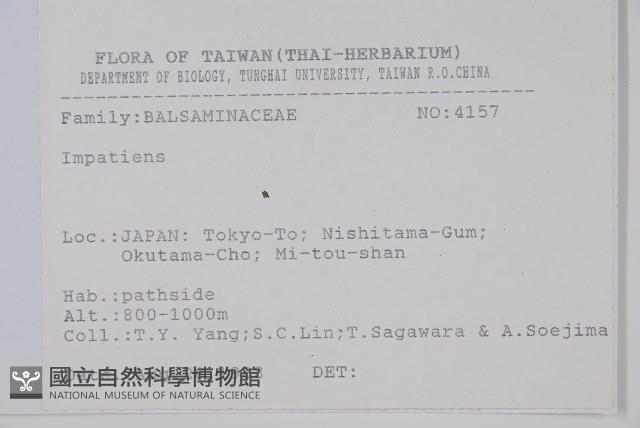 FLORA OF TAIWAN(THAI-HERBARIUM)
DEPARTMENT OF BIOLOGY, TUNGHAI UNIVERSITY, TAIWAN R.O.CHINA
Family:BALSAMINACEAE NO:4157
Impatiens
Loc.:JAPAN: Tokyo-To; Nishitama-Gum;
Okutama-Cho; Mi-tou-shan
Hab.:pathside
Alt.:800-1000m
Coll.:T.Y. Yang;S.C.Lin;T.Sagawara & A.Soejima
DET:
國立自然科學博物館
NATIONAL MUSEUM OF NATURAL SCIENCE